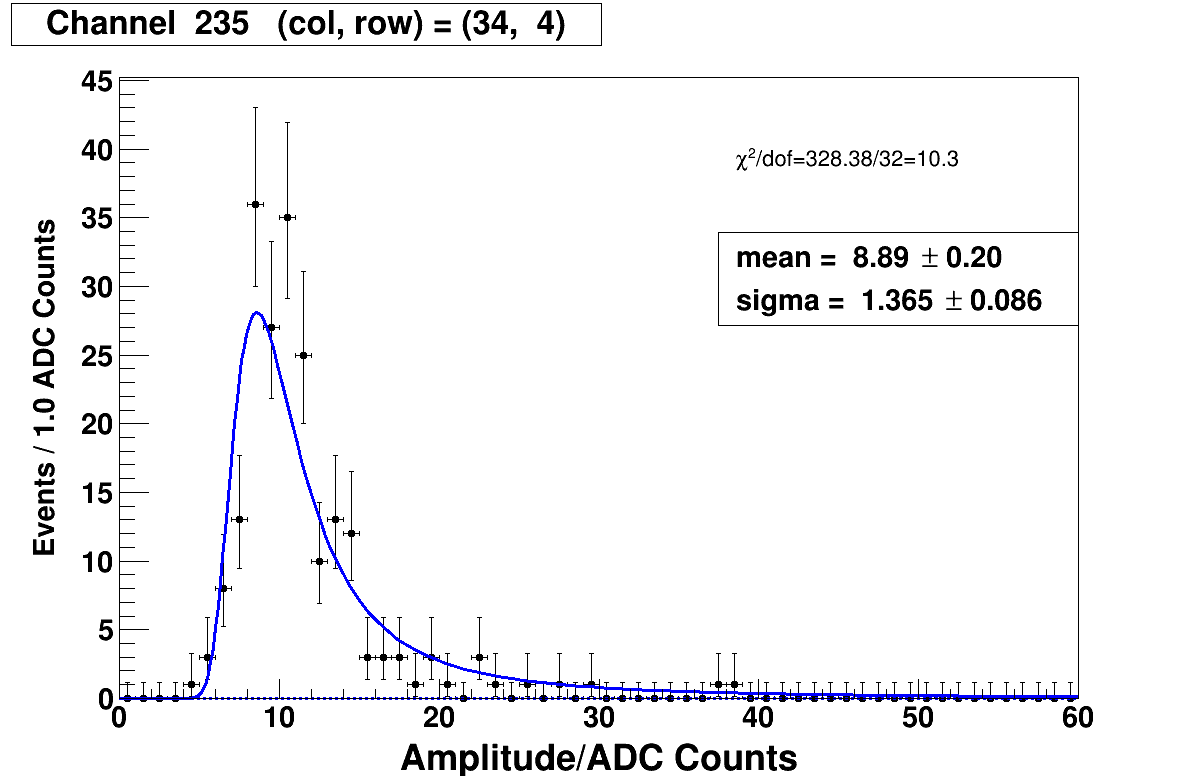 Channel 235 (col, row) = (34, 4)
45
40
35
30
25
20
15
10
5
0
Events / 1.0 ADC Counts
χ²/dof=328.38/32=10.3
mean = 8.89 ± 0.20
sigma = 1.365 ± 0.086
0 10 20 30 40 50 60
Amplitude/ADC Counts